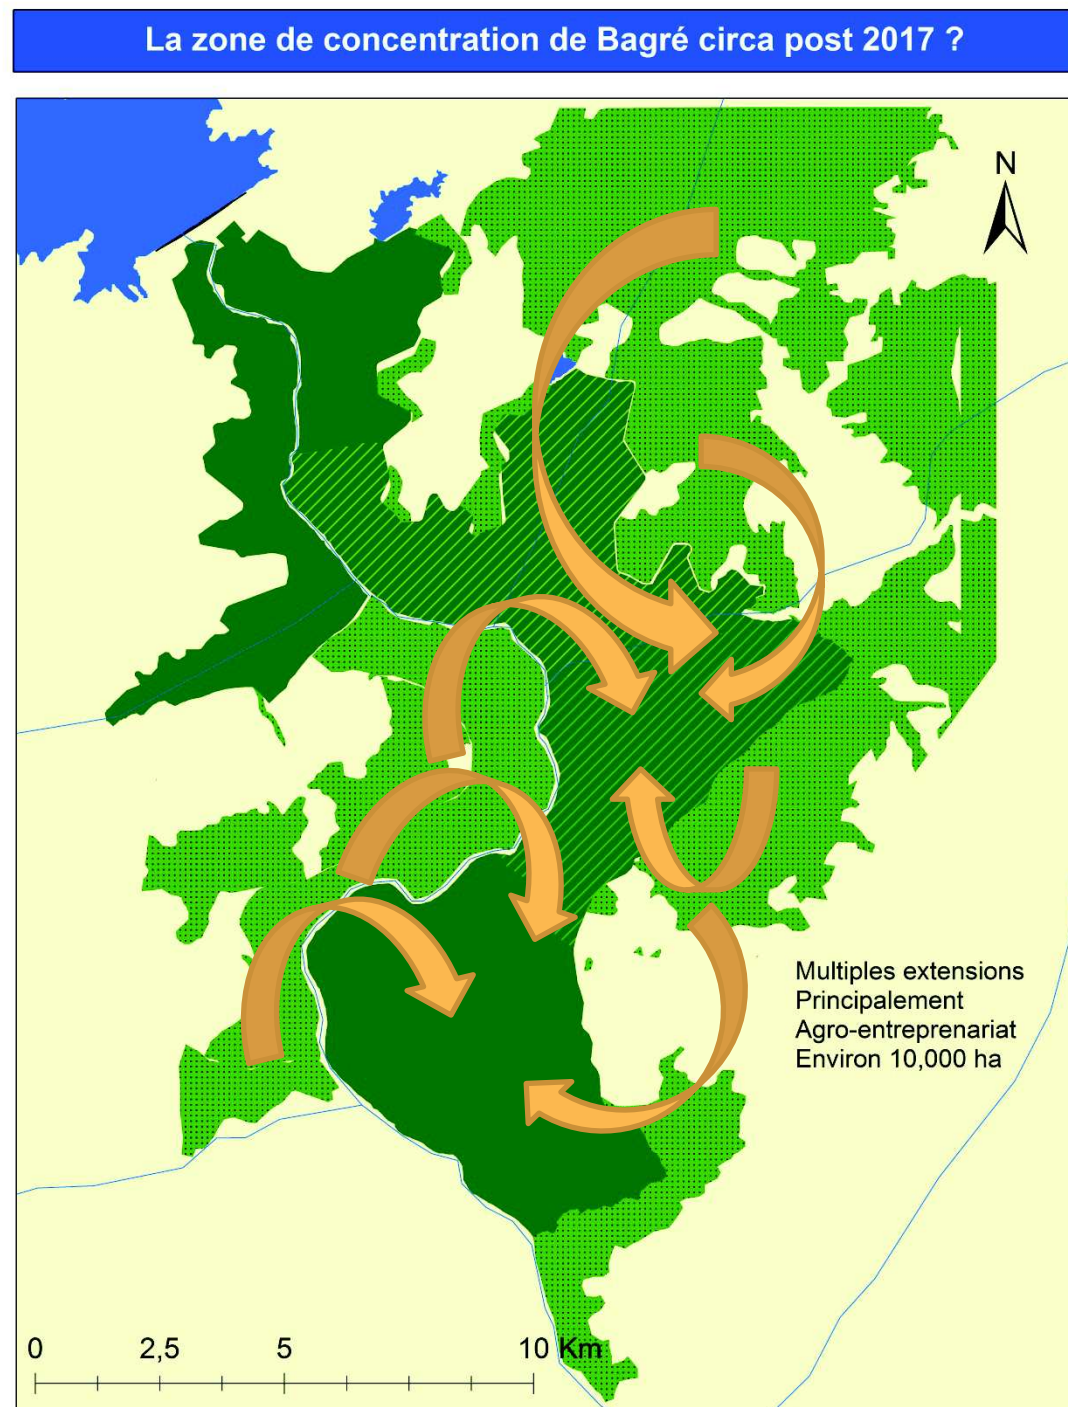 La zone de concentration de Bagré circa post 2017 ?
N
Multiples extensions
Principalement
Agro-entreprenariat
Environ 10,000 ha
0 2,5 5 10 Km